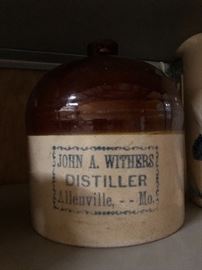 JOHN A. WITHERS
DISTILLER
Allenville, - - Mo.